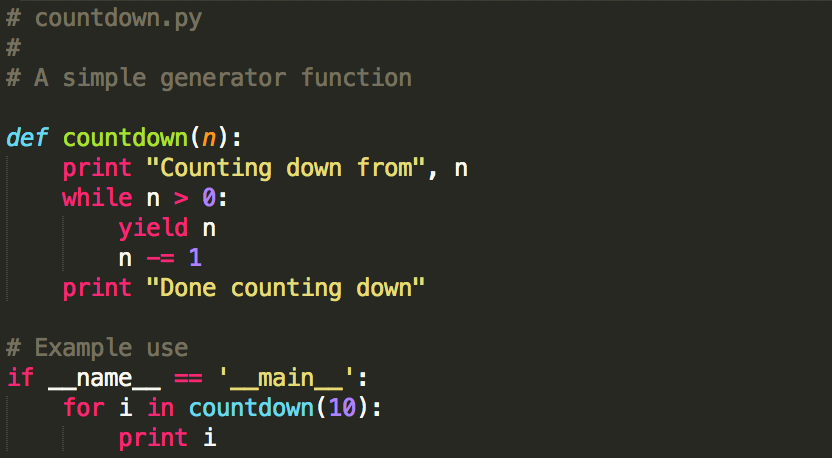 # countdown.py
#
# A simple generator function

def countdown(n):
    print "Counting down from", n
    while n > 0:
        yield n
        n -= 1
    print "Done counting down"

# Example use
if __name__ == '__main__':
    for i in countdown(10):
        print i